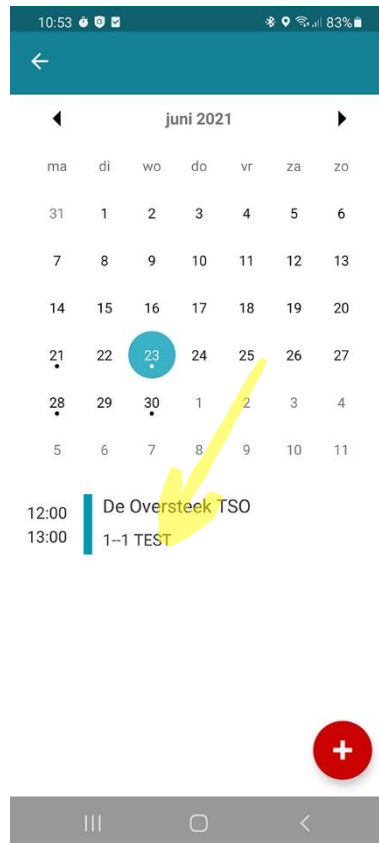 10:53 83%
juni 2021
ma di wo do vr za zo
31 1 2 3 4 5 6
7 8 9 10 11 12 13
14 15 16 17 18 19 20
21 22 23 24 25 26 27
28 29 30 1 2 3 4
5 6 7 8 9 10 11
12:00 De Oversteek TSO
13:00 1--1 TEST